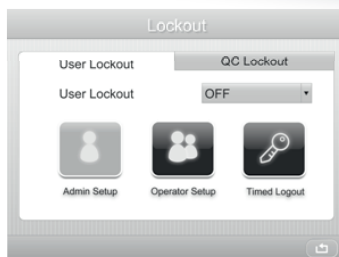 Lockout
User Lockout QC Lockout
User Lockout OFF
Admin Setup Operator Setup Timed Logout